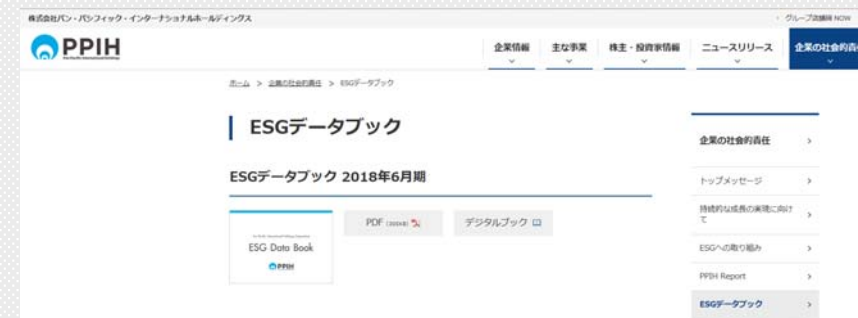 株式会社パン・パシフィック・インターナショナルホールディングス
グループ店舗網 NOW
PPIH
企業情報
主な事業
株主・投資家情報
ニュースリリース
企業の社会的責任
ホーム > 企業の社会的責任 > ESGデータブック
ESGデータブック
ESGデータブック 2018年6月期
PDF
デジタルブック
ESG Data Book
PPIH
企業の社会的責任
トップメッセージ
持続的な成長の実現に向け
て
ESGへの取り組み
PPIH Report
ESGデータブック